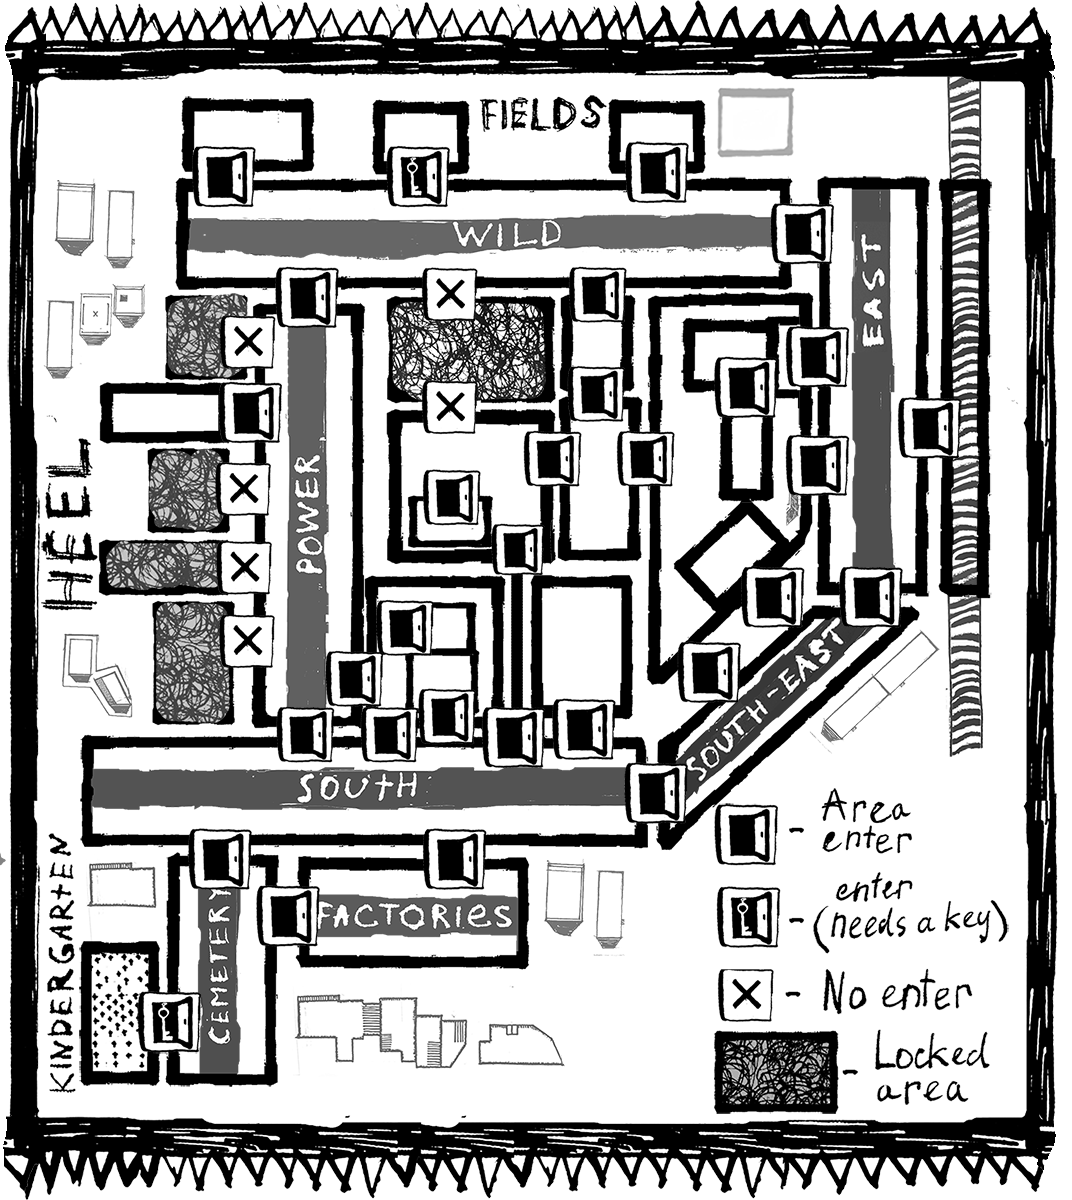 FIELDS
WILD
EAST
POWER
HEEL
SOUTH-EAST
SOUTH
KINDERGARTEN
CEMETERY
FACTORIES
- Area
enter
enter
- (needs a key)
- No enter
- Locked
area